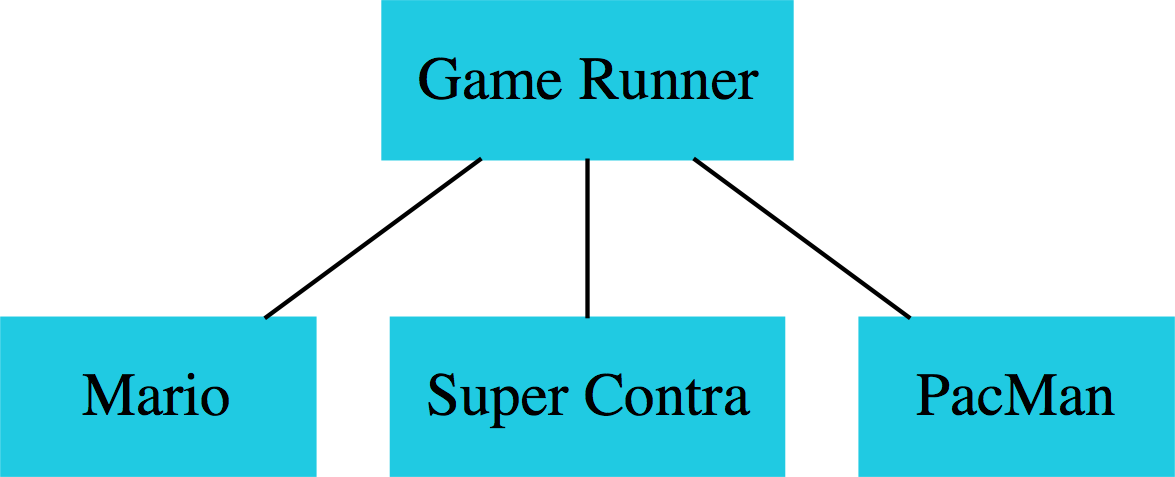 Game Runner
Mario
Super Contra
PacMan